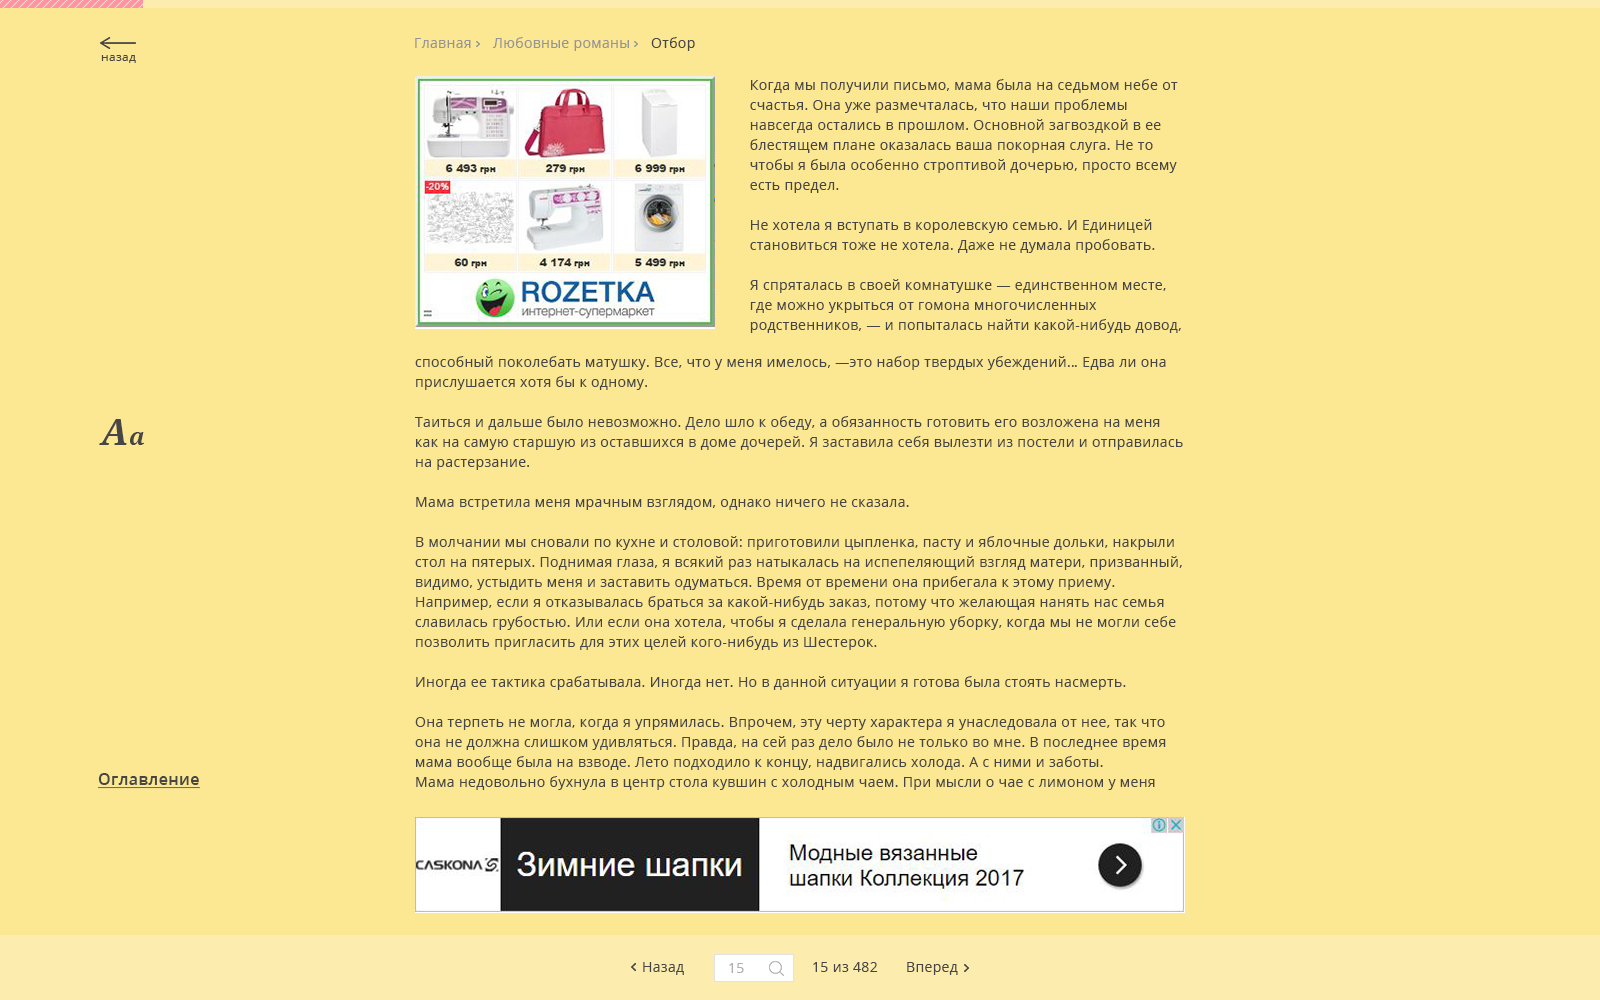 назад
Главная › Любовные романы › Отбор
6 493 грн
279 грн
6 999 грн
-20%
60 грн
4 174 грн
5 499 грн
ROZETKA
интернет-супермаркет
Когда мы получили письмо, мама была на седьмом небе от
счастья. Она уже размечталась, что наши проблемы
навсегда остались в прошлом. Основной загвоздкой в ее
блестящем плане оказалась ваша покорная слуга. Не то
чтобы я была особенно строптивой дочерью, просто всему
есть предел.
Не хотела я вступать в королевскую семью. И Единицей
становиться тоже не хотела. Даже не думала пробовать.
Я спряталась в своей комнатушке — единственном месте,
где можно укрыться от гомона многочисленных
родственников, — и попыталась найти какой-нибудь довод,
способный поколебать матушку. Все, что у меня имелось, —это набор твердых убеждений... Едва ли она
прислушается хотя бы к одному.
Таиться и дальше было невозможно. Дело шло к обеду, а обязанность готовить его возложена на меня
как на самую старшую из оставшихся в доме дочерей. Я заставила себя вылезти из постели и отправилась
на растерзание.
Мама встретила меня мрачным взглядом, однако ничего не сказала.
В молчании мы сновали по кухне и столовой: приготовили цыпленка, пасту и яблочные дольки, накрыли
стол на пятерых. Поднимая глаза, я всякий раз натыкалась на испепеляющий взгляд матери, призванный,
видимо, устыдить меня и заставить одуматься. Время от времени она прибегала к этому приему.
Например, если я отказывалась браться за какой-нибудь заказ, потому что желающая нанять нас семья
славилась грубостью. Или если она хотела, чтобы я сделала генеральную уборку, когда мы не могли себе
позволить пригласить для этих целей кого-нибудь из Шестерок.
Иногда ее тактика срабатывала. Иногда нет. Но в данной ситуации я готова была стоять насмерть.
Она терпеть не могла, когда я упрямилась. Впрочем, эту черту характера я унаследовала от нее, так что
она не должна слишком удивляться. Правда, на сей раз дело было не только во мне. В последнее время
мама вообще была на взводе. Лето подходило к концу, надвигались холода. А с ними и заботы.
Мама недовольно бухнула в центр стола кувшин с холодным чаем. При мысли о чае с лимоном у меня
Aa
Оглавление
CASKONA
Зимние шапки
Модные вязанные
шапки Коллекция 2017
‹ Назад
15
15 из 482
Вперед ›